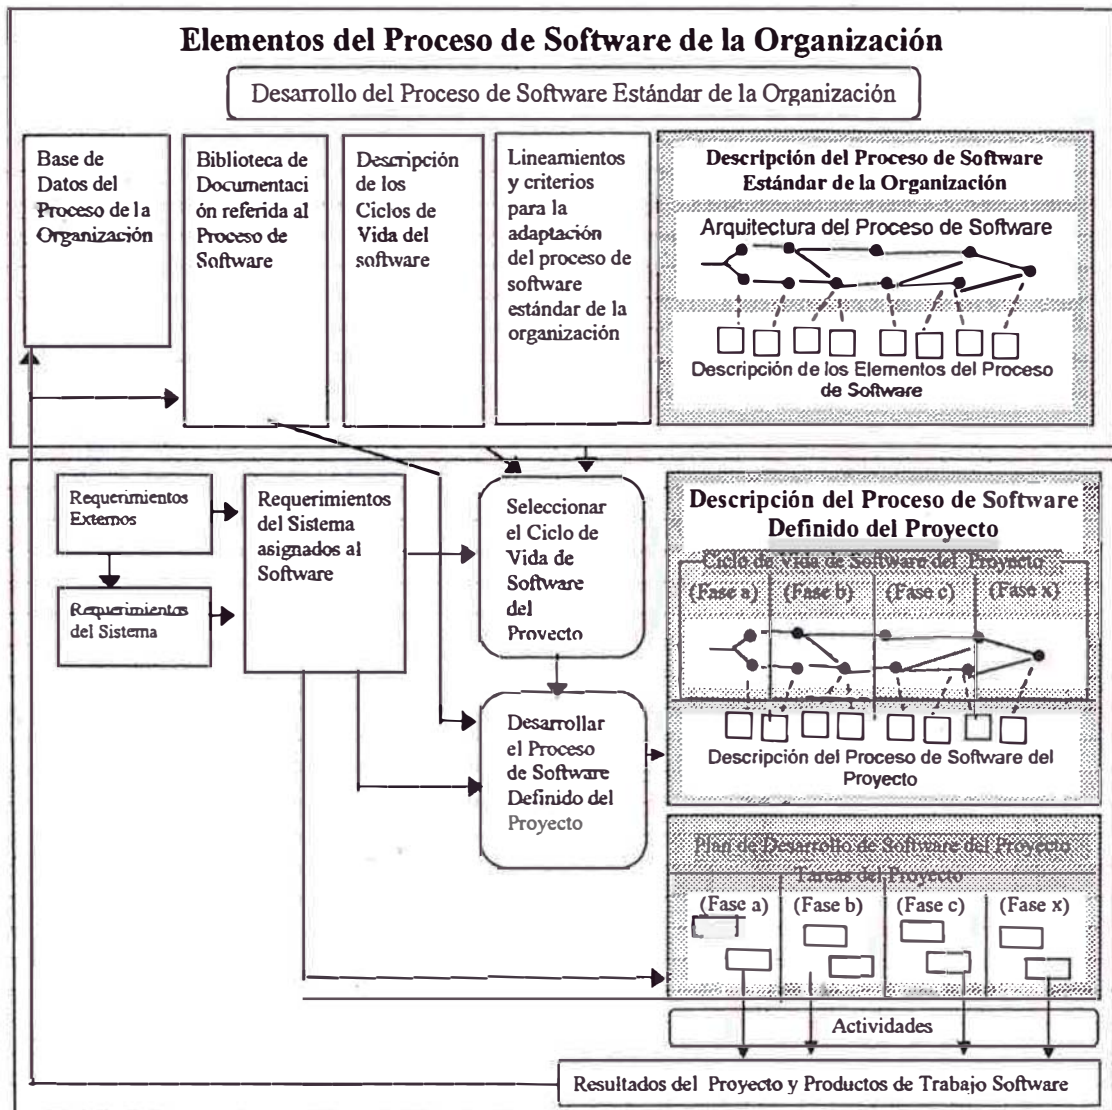 Elementos del Proceso de Software de la Organización
Desarrollo del Proceso de Software Estándar de la Organización
Base de
Datos del
Proceso de la
Organización
Biblioteca de
Documentaci
ón referida al
Proceso de
Software
Descripción
de los
Ciclos de
Vida del
software
Lineamientos
y criterios
para la
adaptación
del proceso de
software
estándar de la
organización
Descripción del Proceso de Software
Estándar de la Organización
Arquitectura del Proceso de Software
Descripción de los Elementos del Proceso
de Software
Requerimientos
Externos
Requerimientos
del Sistema
Requerimientos
del Sistema
asignados al
Software
Seleccionar
el Ciclo de
Vida de
Software
del
Proyecto
Desarrollar
el Proceso
de Software
Definido del
Proyecto
Descripción del Proceso de Software
Definido del Proyecto
Ciclo de Vida de Software del Proyecto
(Fase a) (Fase b) (Fase c) (Fase x)
Descripción del Proceso de Software del
Proyecto
Plan de Desarrollo de Software del Proyecto
Tareas del Proyecto
(Fase a) (Fase b) (Fase c) (Fase x)
Actividades
Resultados del Proyecto y Productos de Trabajo Software